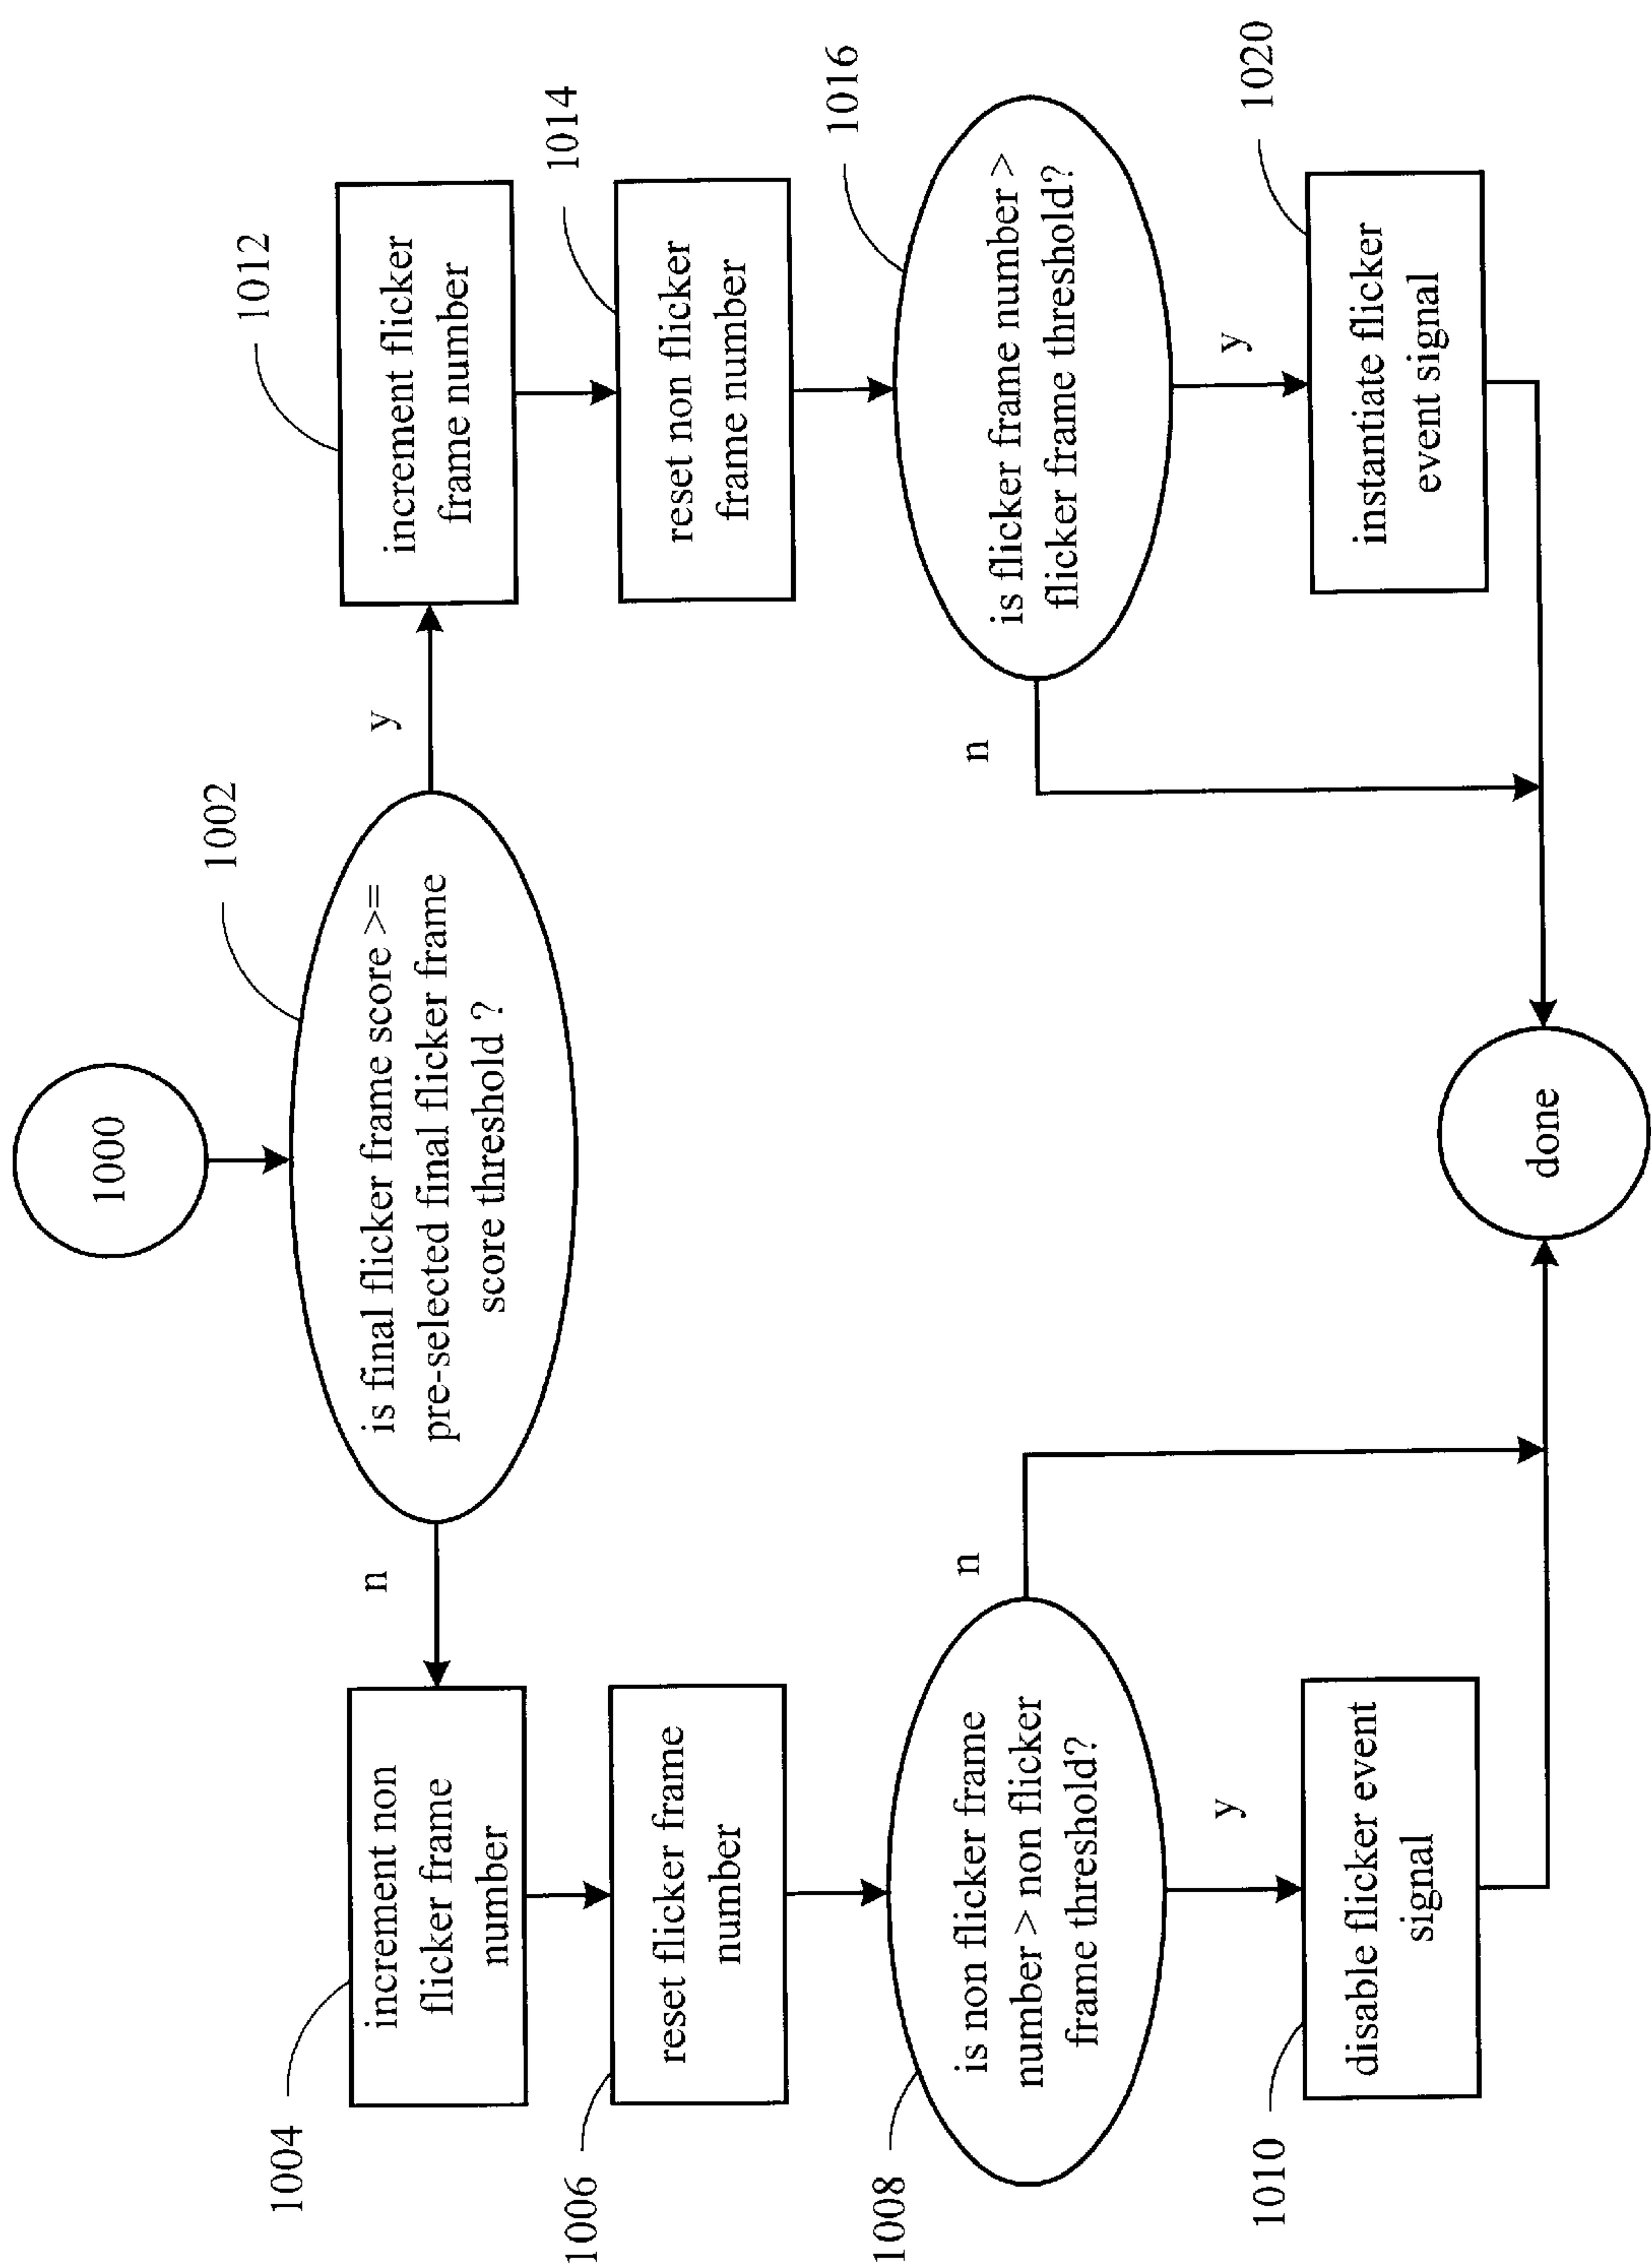 1000
1002
is final flicker frame score >=
pre-selected final flicker frame
score threshold ?
n
y
1004
increment non
flicker frame
number
1006
reset flicker frame
number
1008
is non flicker frame
number > non flicker
frame threshold?
n
y
1010
disable flicker event
signal
1012
increment flicker
frame number
1014
reset non flicker
frame number
1016
is flicker frame number >
flicker frame threshold?
n
y
1020
instantiate flicker
event signal
done